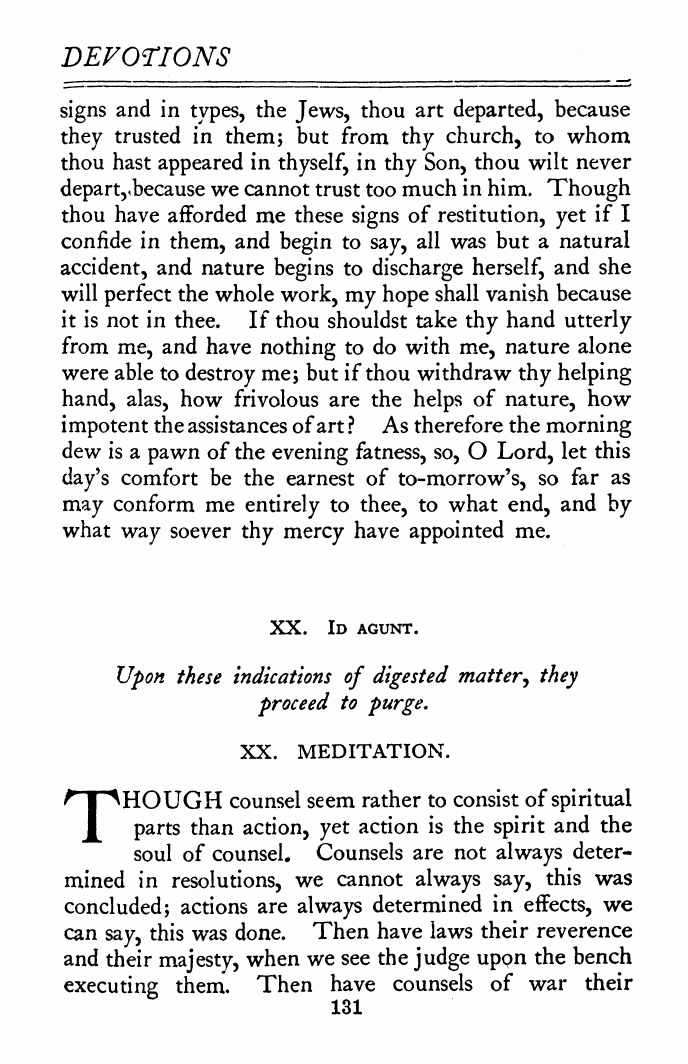 DEVOTIONS
signs and in types, the Jews, thou art departed, because
they trusted in them; but from thy church, to whom
thou hast appeared in thyself, in thy Son, thou wilt never
depart, because we cannot trust too much in him. Though
thou have afforded me these signs of restitution, yet if I
confide in them, and begin to say, all was but a natural
accident, and nature begins to discharge herself, and she
will perfect the whole work, my hope shall vanish because
it is not in thee. If thou shouldst take thy hand utterly
from me, and have nothing to do with me, nature alone
were able to destroy me; but if thou withdraw thy helping
hand, alas, how frivolous are the helps of nature, how
impotent the assistances of art? As therefore the morning
dew is a pawn of the evening fatness, so, O Lord, let this
day's comfort be the earnest of to-morrow's, so far as
may conform me entirely to thee, to what end, and by
what way soever thy mercy have appointed me.
XX. Id agunt.
Upon these indications of digested matter, they
proceed to purge.
XX. MEDITATION.
THOUGH counsel seem rather to consist of spiritual
parts than action, yet action is the spirit and the
soul of counsel. Counsels are not always deter-
mined in resolutions, we cannot always say, this was
concluded; actions are always determined in effects, we
can say, this was done. Then have laws their reverence
and their majesty, when we see the judge upon the bench
executing them. Then have counsels of war their
131